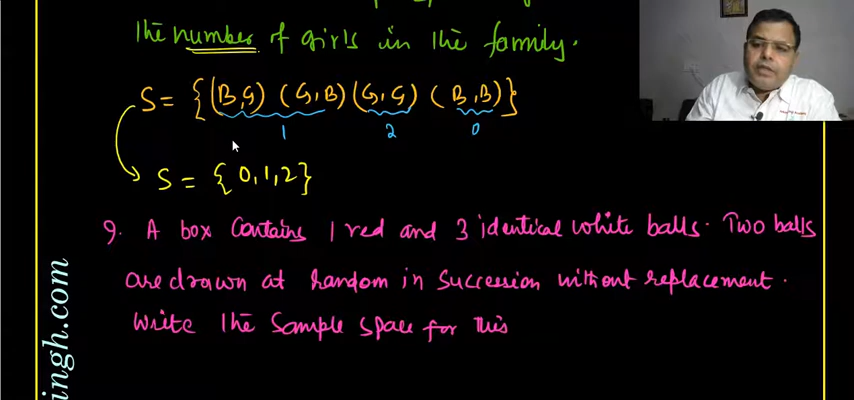 the number of girls in the family.
S = {(B,G) (G,B) (G,G) (B,B)}
1 2 0
S = {0,1,2}
9. A box Contains 1 red and 3 identical white balls. Two balls
are drawn at Random in Succession without replacement.
Write The Sample space for This
ingh.com